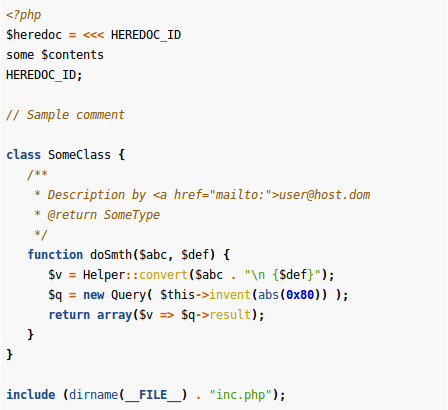 <?php
$heredoc = <<< HEREDOC_ID
some $contents
HEREDOC_ID;
// Sample comment
class SomeClass {
/**
* Description by <a href="mailto:">user@host.dom
* @return SomeType
*/
function doSmth($abc, $def) {
$v = Helper::convert($abc . "\n {$def}");
$q = new Query( $this->invent(abs(0x80)) );
return array($v => $q->result);
}
}
include (dirname(__FILE__) . "inc.php");